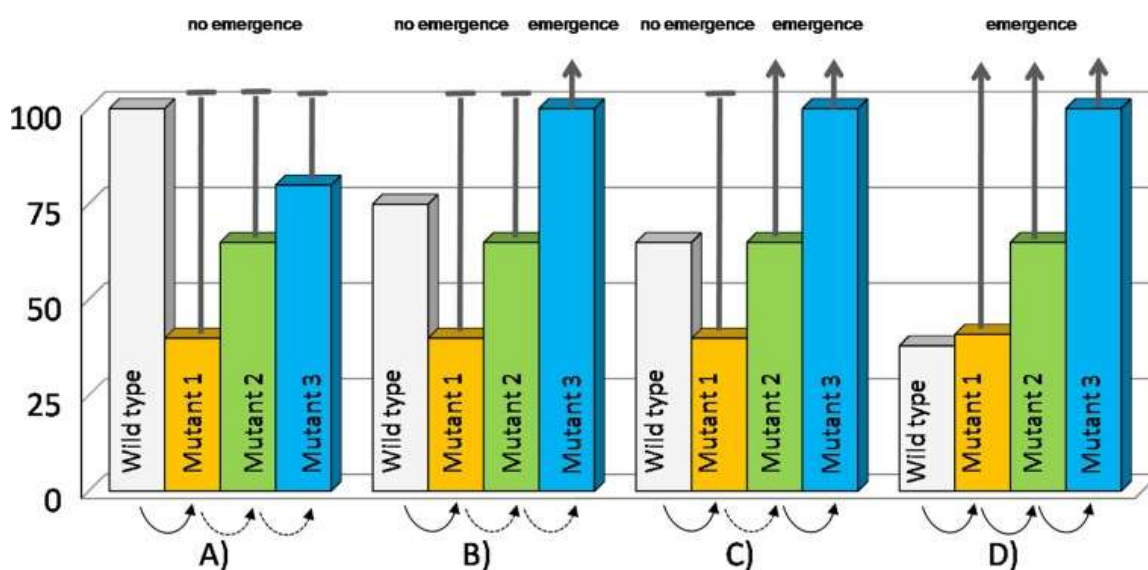 no emergence
no emergence emergence
no emergence emergence
emergence
100
75
50
25
0
Wild type
Mutant 1
Mutant 2
Mutant 3
Wild type
Mutant 1
Mutant 2
Mutant 3
Wild type
Mutant 1
Mutant 2
Mutant 3
Wild type
Mutant 1
Mutant 2
Mutant 3
A) B) C) D)